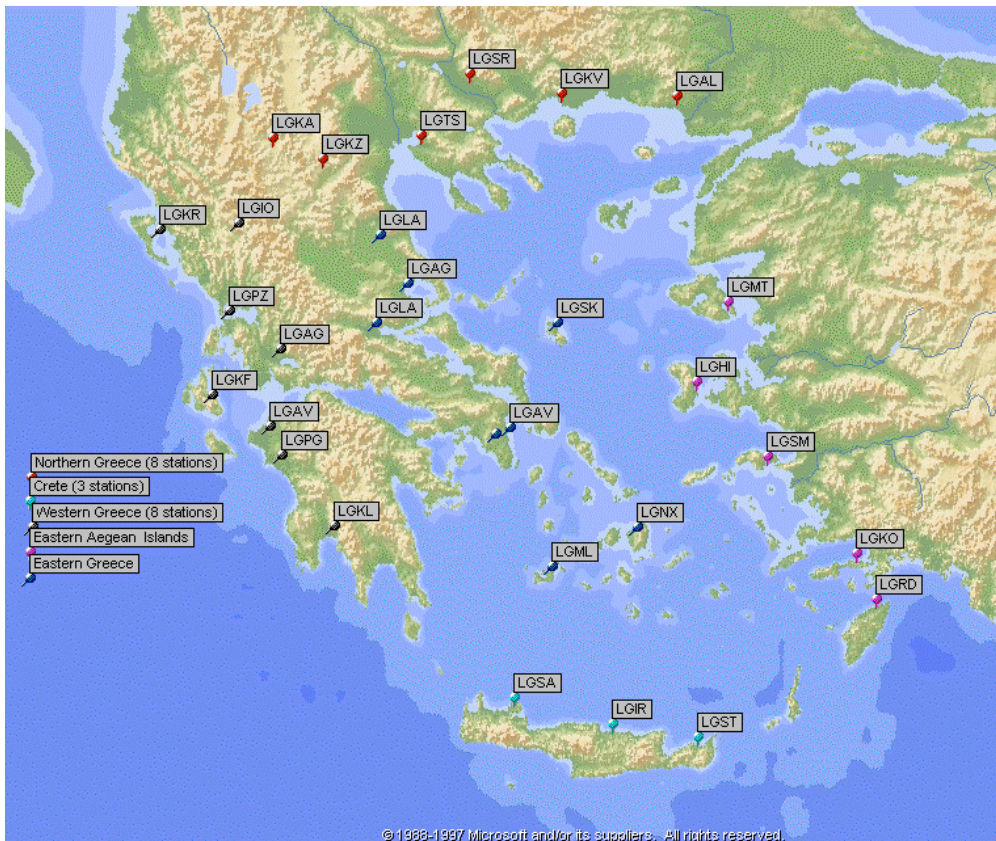 LGSR
LGKV
LGAL
LGKA
LGTS
LGKZ
LGKR
LGIO
LGLA
LGAG
LGPZ
LGLA
LGSK
LGMT
LGAG
LGKF
LGHI
LGAV
LGAV
LGPG
LGSM
Northern Greece (8 stations)
Crete (3 stations)
Western Greece (8 stations)
Eastern Aegean Islands
Eastern Greece
LGKL
LGNX
LGML
LGKO
LGRD
LGSA
LGIR
LGST
© 1988-1997 Microsoft and/or its suppliers. All rights reserved.